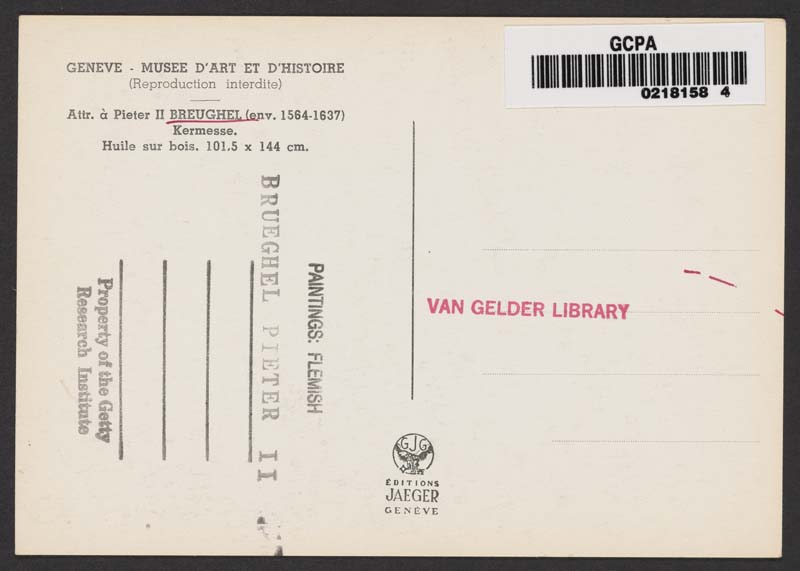 GENEVE - MUSEE D'ART ET D'HISTOIRE
(Reproduction interdite)
Attr. à Pieter II BREUGHEL (env. 1564-1637)
Kermesse.
Huile sur bois. 101.5 x 144 cm.
GCPA
0218158 4
BRUEGHEL PIETER II
PAINTINGS: FLEMISH
Property of the Getty
Research Institute
VAN GELDER LIBRARY
GJG
ÉDITIONS
JAEGER
GENÈVE